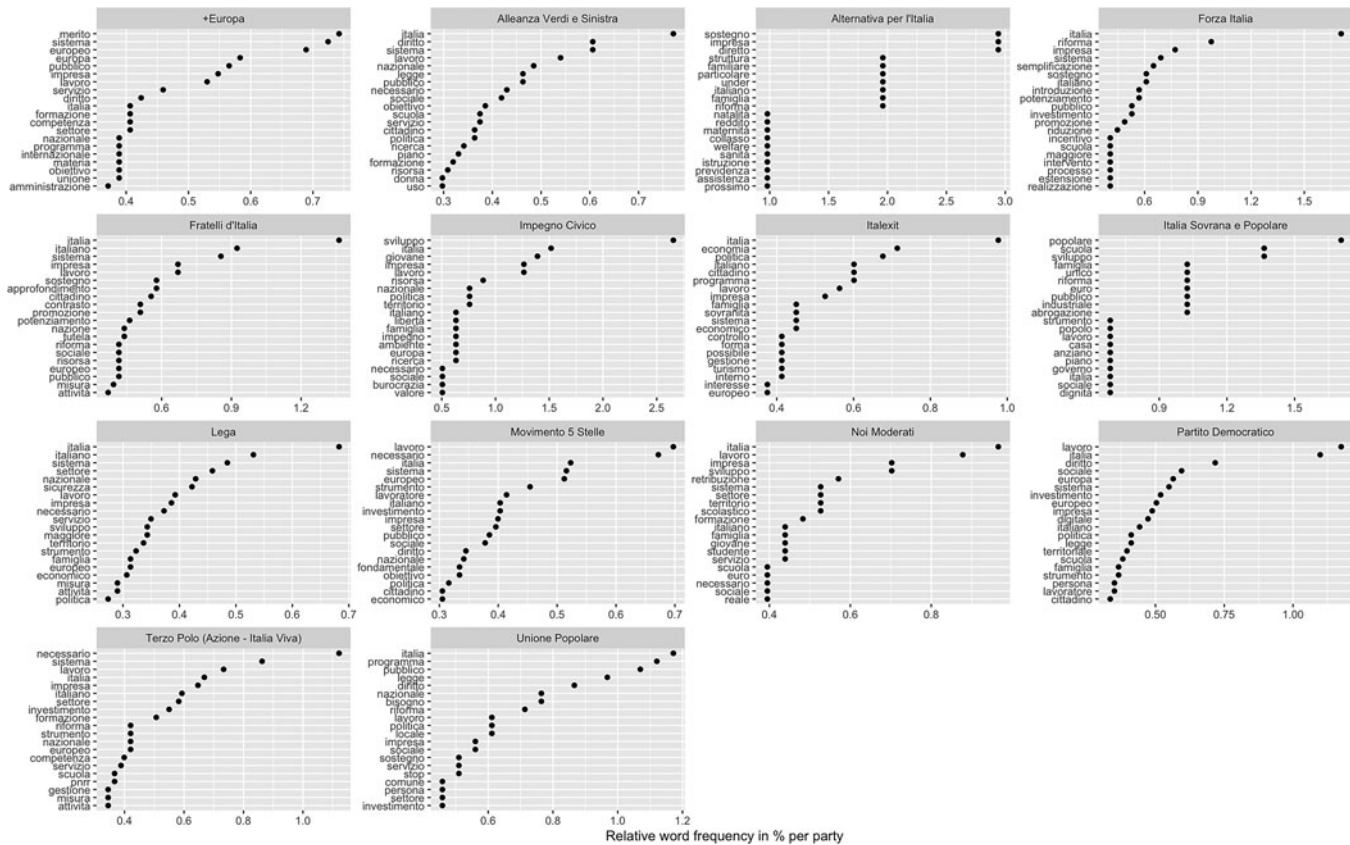 +Europa
merito
sistema
europeo
europa
pubblico
impresa
lavoro
servizio
diritto
italia
formazione
competenza
settore
nazionale
programma
internazionale
materia
obiettivo
unione
amministrazione
0.4 0.5 0.6 0.7
Alleanza Verdi e Sinistra
italia
diritto
sistema
lavoro
nazionale
legge
pubblico
necessario
sociale
obiettivo
scuola
servizio
cittadino
politica
ricerca
piano
formazione
risorsa
donna
uso
0.3 0.4 0.5 0.6 0.7
Alternativa per l'Italia
sostegno
impresa
diretto
struttura
familiare
particolare
under
italiano
famiglia
riforma
natalità
reddito
maternità
collasso
welfare
sanità
istruzione
previdenza
assistenza
prossimo
1.0 1.5 2.0 2.5 3.0
Forza Italia
italia
riforma
impresa
sistema
semplificazione
sostegno
italiano
introduzione
potenziamento
pubblico
investimento
promozione
riduzione
incentivo
scuola
maggiore
intervento
processo
estensione
realizzazione
0.6 0.9 1.2 1.5
Fratelli d'Italia
italia
italiano
sistema
impresa
lavoro
sostegno
approfondimento
cittadino
contrasto
promozione
potenziamento
nazione
tutela
riforma
sociale
risorsa
europeo
pubblico
misura
attività
0.6 0.9 1.2
Impegno Civico
sviluppo
italia
giovane
impresa
lavoro
risorsa
nazionale
politica
territorio
italiano
libertà
famiglia
impegno
ambiente
europa
ricerca
necessario
sociale
burocrazia
valore
0.5 1.0 1.5 2.0 2.5
Italexit
italia
economia
politica
italiano
cittadino
programma
lavoro
impresa
famiglia
sovranità
sistema
economico
controllo
forma
possibile
gestione
turismo
interno
interesse
europeo
0.4 0.6 0.8 1.0
Italia Sovrana e Popolare
popolare
scuola
sviluppo
famiglia
unico
riforma
euro
pubblico
industriale
abrogazione
strumento
popolo
lavoro
casa
anziano
piano
governo
italia
sociale
dignità
0.9 1.2 1.5
Lega
italia
italiano
sistema
settore
nazionale
sicurezza
lavoro
impresa
necessario
servizio
sviluppo
maggiore
territorio
strumento
famiglia
europeo
economico
misura
attività
politica
0.3 0.4 0.5 0.6 0.7
Movimento 5 Stelle
lavoro
necessario
italia
sistema
europeo
strumento
lavoratore
italiano
investimento
impresa
settore
pubblico
sociale
diritto
nazionale
fondamentale
obiettivo
politica
cittadino
economico
0.3 0.4 0.5 0.6 0.7
Noi Moderati
italia
lavoro
impresa
sviluppo
retribuzione
sistema
settore
territorio
scolastico
formazione
italiano
famiglia
giovane
studente
servizio
scuola
euro
necessario
sociale
reale
0.4 0.6 0.8
Partito Democratico
lavoro
italia
diritto
sociale
europa
sistema
investimento
europeo
impresa
digitale
italiano
politica
legge
territoriale
scuola
famiglia
strumento
persona
lavoratore
cittadino
0.50 0.75 1.00
Terzo Polo (Azione - Italia Viva)
necessario
sistema
lavoro
italia
impresa
italiano
settore
investimento
formazione
riforma
strumento
nazionale
europeo
competenza
servizio
scuola
pnrr
gestione
misura
attività
0.4 0.6 0.8 1.0
Unione Popolare
italia
programma
pubblico
legge
diritto
nazionale
bisogno
riforma
lavoro
politica
locale
impresa
sociale
sostegno
servizio
stop
comune
persona
settore
investimento
0.6 0.8 1.0 1.2
Relative word frequency in % per party